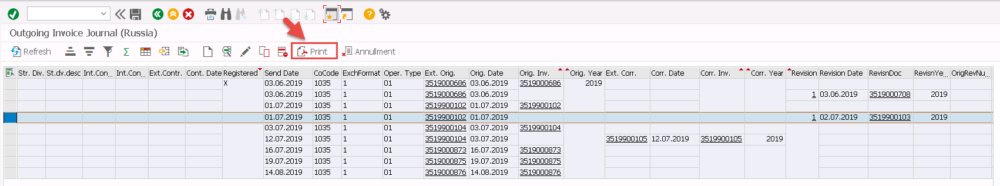 Outgoing Invoice Journal (Russia)
Refresh Σ Print Annullment
Str. Div. St.dv.desc Int.Con... Int.Con... Ext.Contr. Cont. Date Registered Send Date CoCode ExchFormat Oper. Type Ext. Orig. Orig. Date Orig. Inv. Orig. Year Ext. Corr. Corr. Date Corr. Inv. Corr. Year Revision Revision Date RevisnDoc RevisnYe... OrigRevNu...
X 03.06.2019 1035 1 01 3519000686 03.06.2019 3519000686 2019
03.06.2019 1035 1 01 3519000686 03.06.2019 1 03.06.2019 3519000708 2019
01.07.2019 1035 1 01 3519900102 01.07.2019 3519900102
01.07.2019 1035 1 01 3519900102 01.07.2019 1 02.07.2019 3519900103 2019
03.07.2019 1035 1 01 3519900104 03.07.2019 3519900104
12.07.2019 1035 1 01 3519900104 03.07.2019 3519900105 12.07.2019 3519900105 2019
16.07.2019 1035 1 01 3519000873 16.07.2019 3519000873
19.07.2019 1035 1 01 3519000875 19.07.2019 3519000875
14.08.2019 1035 1 01 3519000876 14.08.2019 3519000876